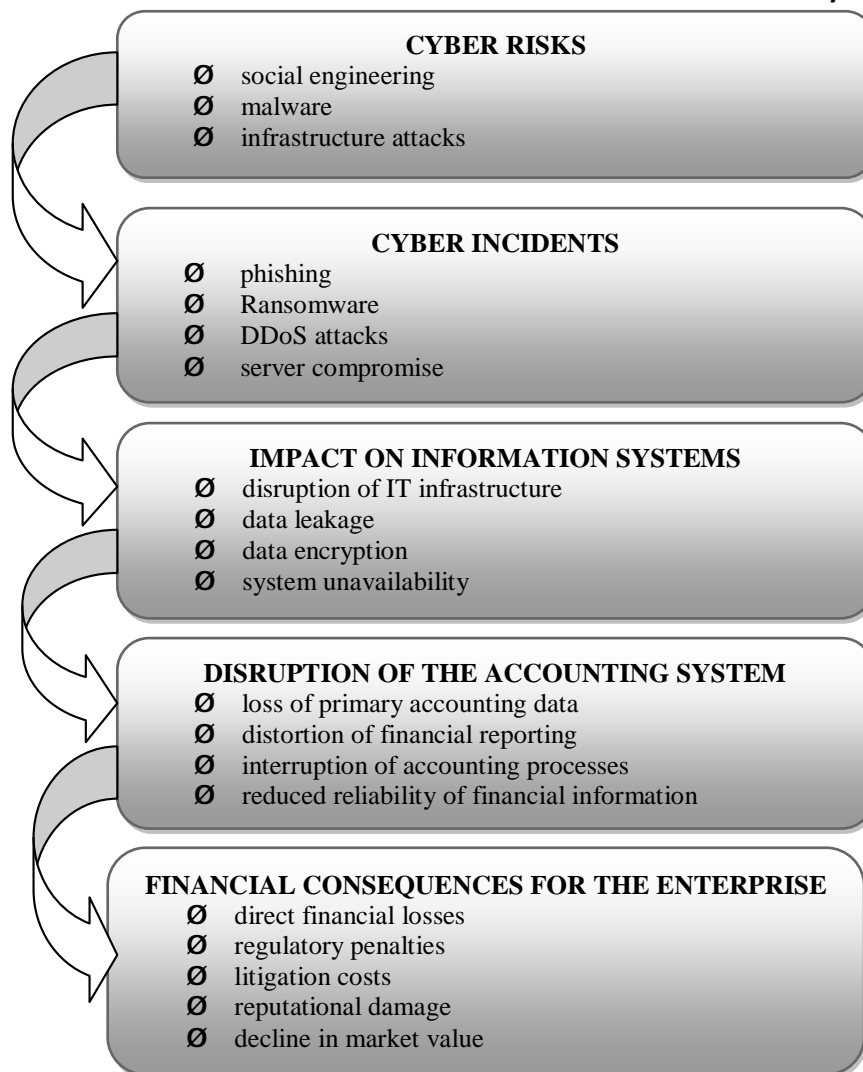 CYBER RISKS
Ø social engineering
Ø malware
Ø infrastructure attacks
CYBER INCIDENTS
Ø phishing
Ø Ransomware
Ø DDoS attacks
Ø server compromise
IMPACT ON INFORMATION SYSTEMS
Ø disruption of IT infrastructure
Ø data leakage
Ø data encryption
Ø system unavailability
DISRUPTION OF THE ACCOUNTING SYSTEM
Ø loss of primary accounting data
Ø distortion of financial reporting
Ø interruption of accounting processes
Ø reduced reliability of financial information
FINANCIAL CONSEQUENCES FOR THE ENTERPRISE
Ø direct financial losses
Ø regulatory penalties
Ø litigation costs
Ø reputational damage
Ø decline in market value